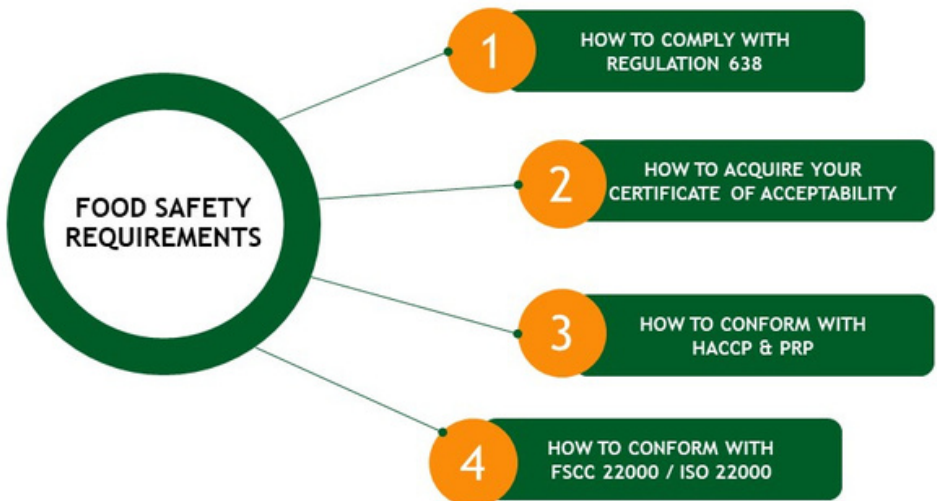 FOOD SAFETY
REQUIREMENTS
1
HOW TO COMPLY WITH
REGULATION 638
2
HOW TO ACQUIRE YOUR
CERTIFICATE OF ACCEPTABILITY
3
HOW TO CONFORM WITH
HACCP & PRP
4
HOW TO CONFORM WITH
FSCC 22000 / ISO 22000